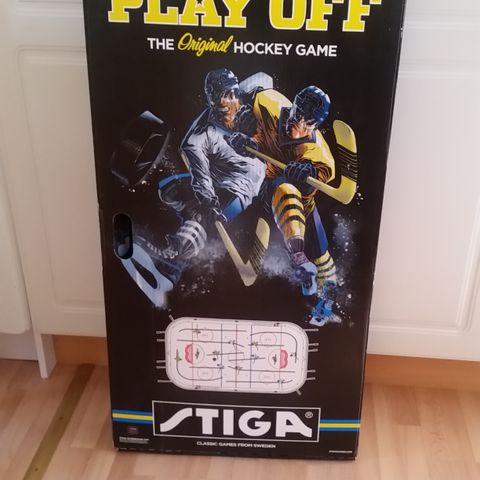 PLAY OFF
THE Original HOCKEY GAME
STIGA®
CLASSIC GAMES FROM SWEDEN